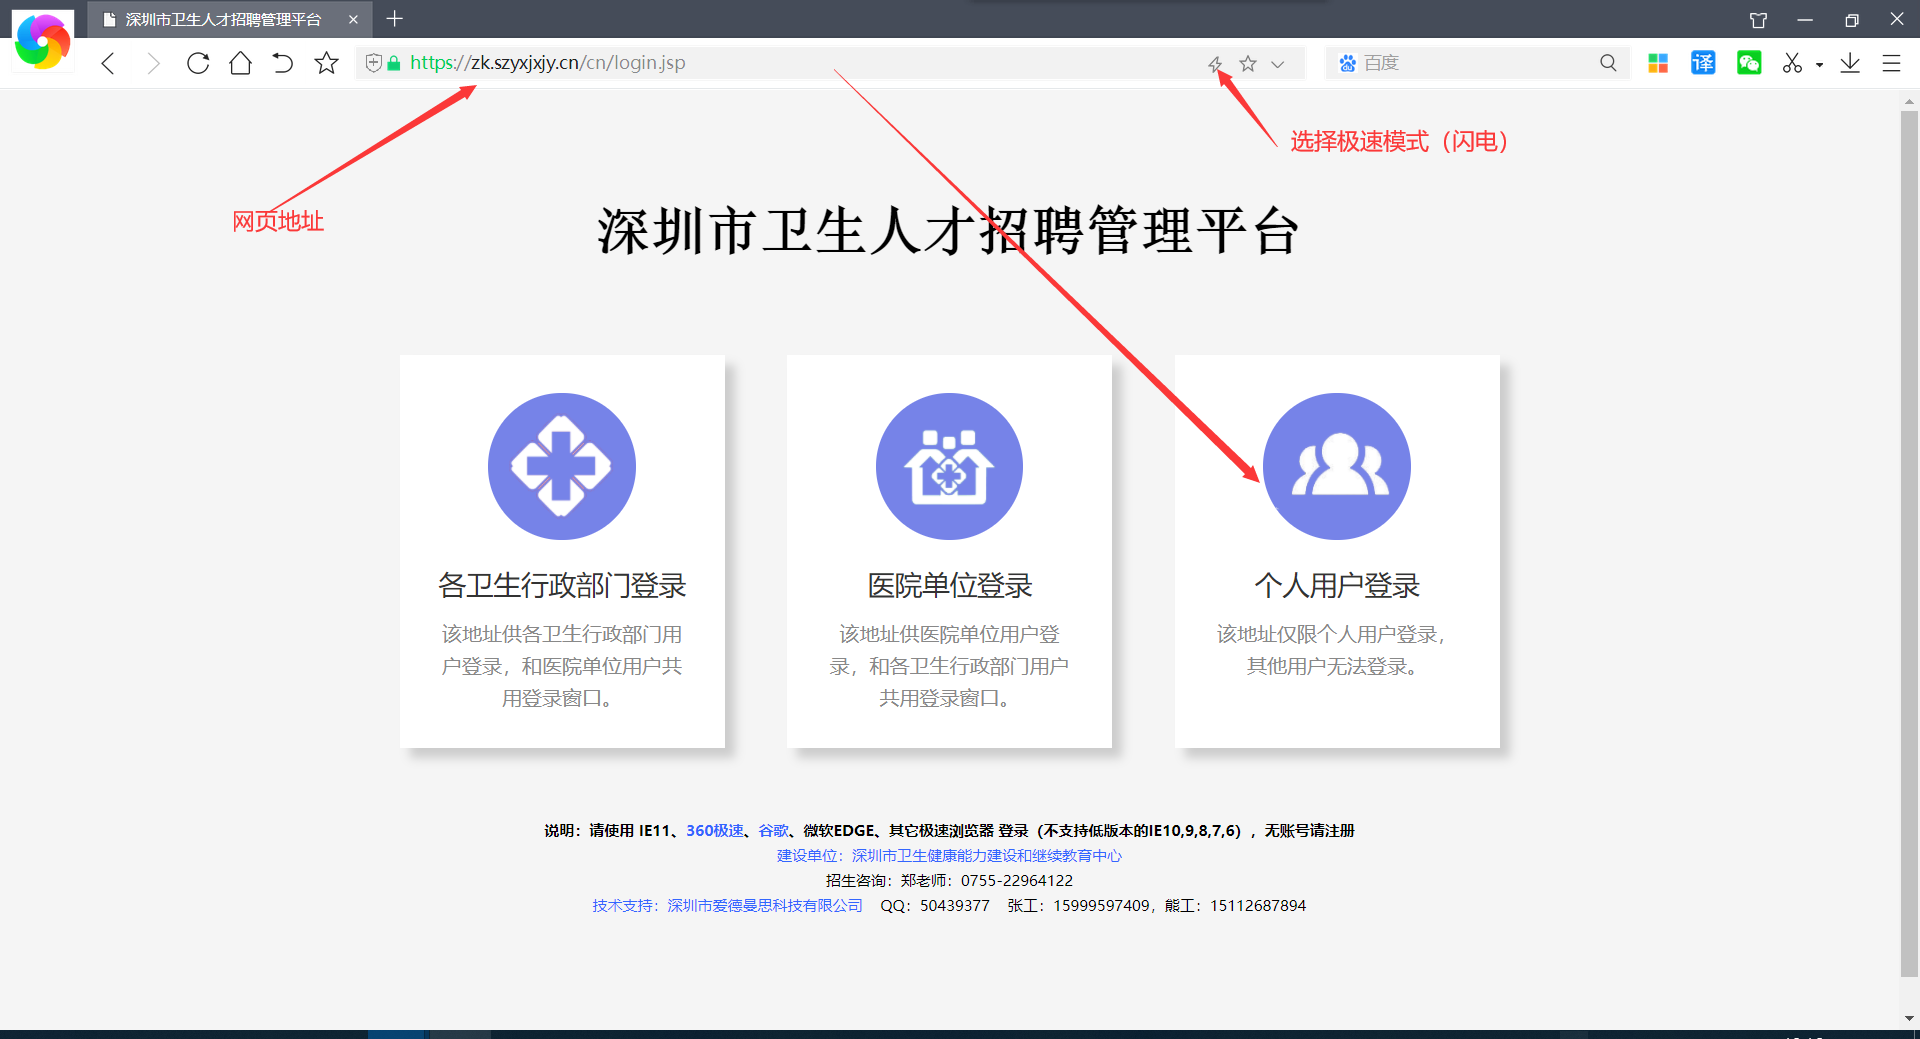 深圳市卫生人才招聘管理平台
https://zk.szyxjxjy.cn/cn/login.jsp
百度
译
选择极速模式（闪电）
网页地址
深圳市卫生人才招聘管理平台
各卫生行政部门登录
该地址供各卫生行政部门用
户登录，和医院单位用户共
用登录窗口。
医院单位登录
该地址供医院单位用户登
录，和各卫生行政部门用户
共用登录窗口。
个人用户登录
该地址仅限个人用户登录，
其他用户无法登录。
说明：请使用 IE11、360极速、谷歌、微软EDGE、其它极速浏览器 登录（不支持低版本的IE10,9,8,7,6），无账号请注册
建设单位：深圳市卫生健康能力建设和继续教育中心
招生咨询：郑老师：0755-22964122
技术支持：深圳市爱德曼思科技有限公司 QQ：50439377 张工：15999597409，熊工：15112687894